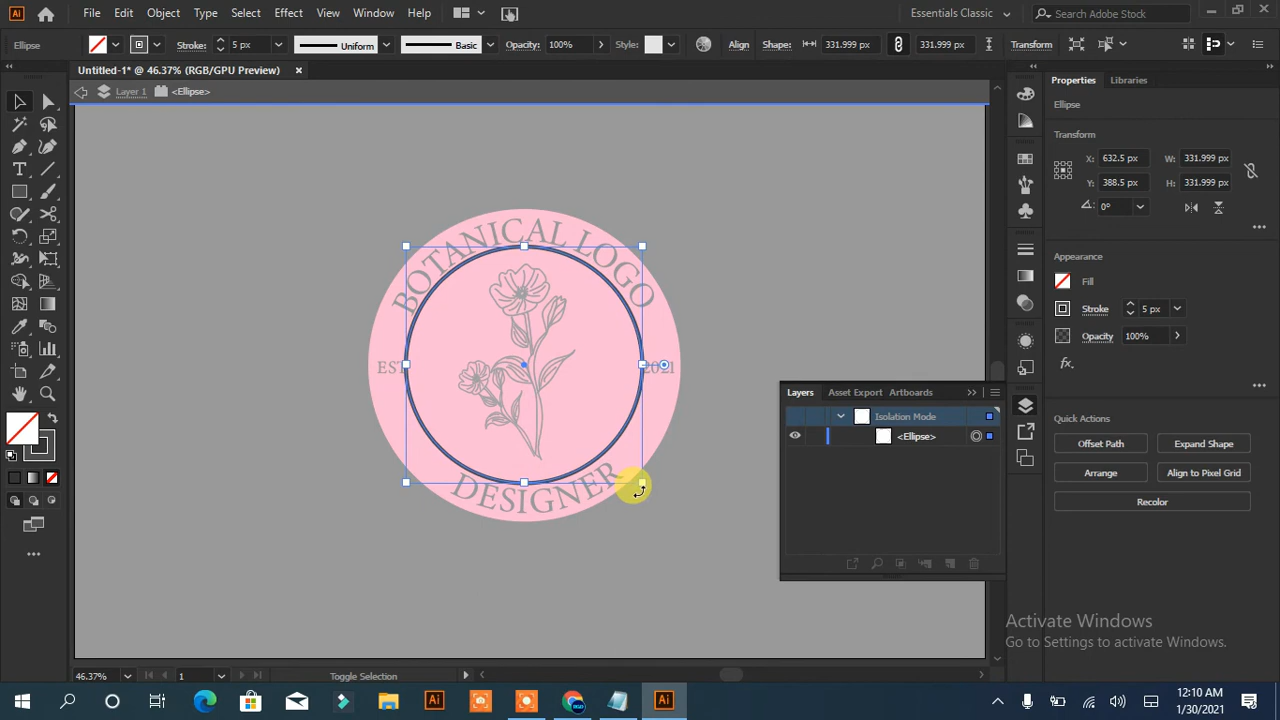 File Edit Object Type Select Effect View Window Help
Essentials Classic
Search Adobe Stock
Ellipse
Stroke: 5 px
Uniform
Basic
Opacity: 100%
Style:
Align
Shape: 331.999 px
331.999 px
Transform
Untitled-1* @ 46.37% (RGB/GPU Preview)
Layer 1 <Ellipse>
BOTANICAL LOGO
2021
DESIGNER
Layers Asset Export Artboards
Isolation Mode
<Ellipse>
Properties Libraries
Ellipse
Transform
X: 632.5 px W: 331.999 px
Y: 388.5 px H: 331.999 px
0°
Appearance
Fill
Stroke 5 px
Opacity 100%
fx.
Quick Actions
Offset Path Expand Shape
Arrange Align to Pixel Grid
Recolor
Activate Windows
Go to Settings to activate Windows.
46.37% 1 Toggle Selection
12:10 AM
1/30/2021